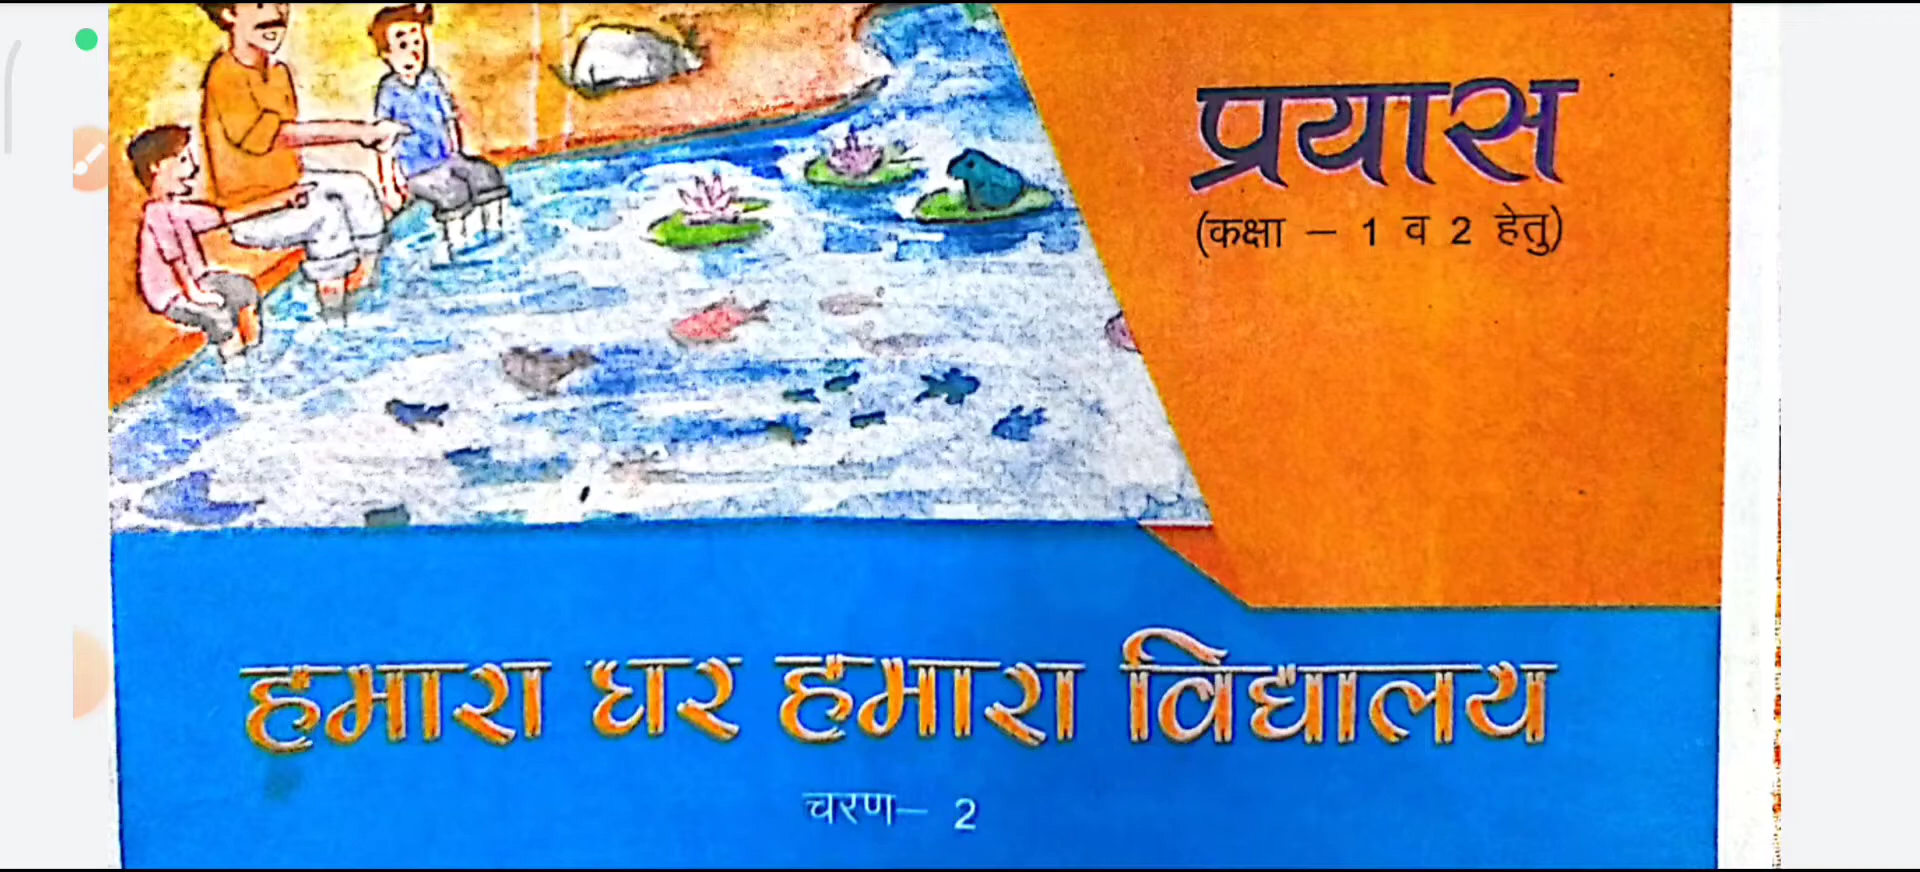 प्रयास
(कक्षा – 1 व 2 हेतु)
हमारा घर हमारा विद्यालय
चरण– 2